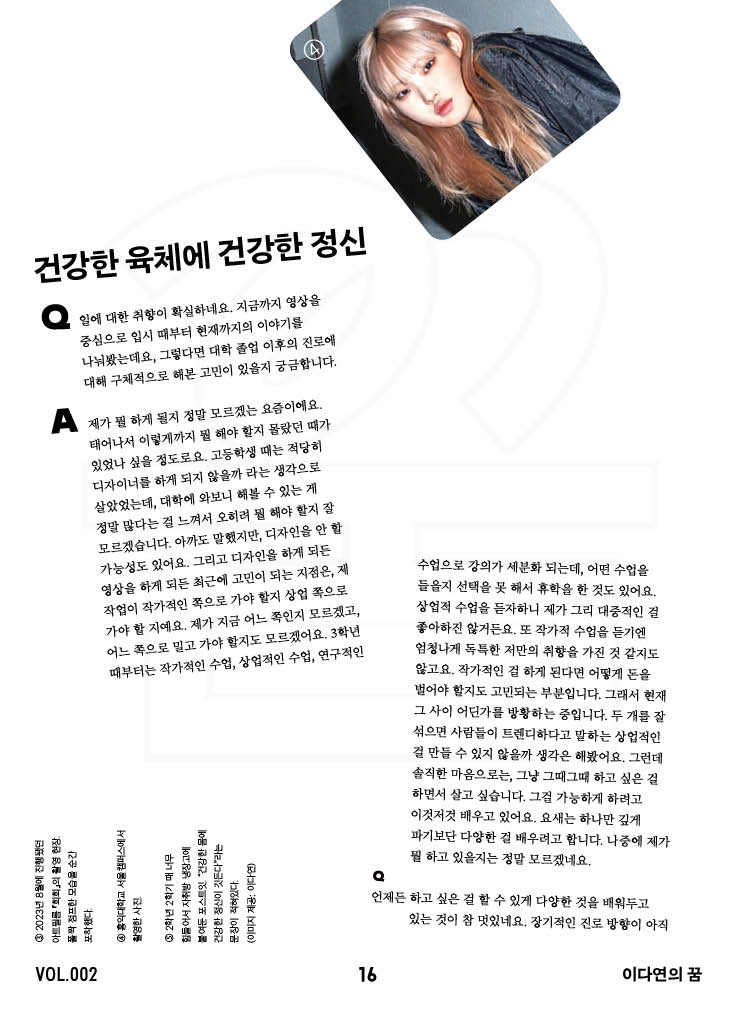 ④
건강한 육체에 건강한 정신
Q
일에 대한 취향이 확실하네요. 지금까지 영상을
중심으로 입시 때부터 현재까지의 이야기를
나눠봤는데요, 그렇다면 대학 졸업 이후의 진로에
대해 구체적으로 해본 고민이 있을지 궁금합니다.
A
제가 뭘 하게 될지 정말 모르겠는 요즘이에요.
태어나서 이렇게까지 뭘 해야 할지 몰랐던 때가
있었나 싶을 정도로요. 고등학생 때는 적당히
디자이너를 하게 되지 않을까 라는 생각으로
살았었는데, 대학에 와보니 해볼 수 있는 게
정말 많다는 걸 느껴서 오히려 뭘 해야 할지 잘
모르겠습니다. 아까도 말했지만, 디자인을 안 할
가능성도 있어요. 그리고 디자인을 하게 되든
영상을 하게 되든 최근에 고민이 되는 지점은, 제
작업이 작가적인 쪽으로 가야 할지 상업 쪽으로
가야 할 지예요. 제가 지금 어느 쪽인지 모르겠고,
어느 쪽으로 밀고 가야 할지도 모르겠어요. 3학년
때부터는 작가적인 수업, 상업적인 수업, 연구적인
수업으로 강의가 세분화 되는데, 어떤 수업을
들을지 선택을 못 해서 휴학을 한 것도 있어요.
상업적 수업을 듣자하니 제가 그리 대중적인 걸
좋아하진 않거든요. 또 작가적 수업을 듣기엔
엄청나게 독특한 저만의 취향을 가진 것 같지도
않고요. 작가적인 걸 하게 된다면 어떻게 돈을
벌어야 할지도 고민되는 부분입니다. 그래서 현재
그 사이 어딘가를 방황하는 중입니다. 두 개를 잘
섞으면 사람들이 트렌디하다고 말하는 상업적인
걸 만들 수 있지 않을까 생각은 해봤어요. 그런데
솔직한 마음으로는, 그냥 그때그때 하고 싶은 걸
하면서 살고 싶습니다. 그걸 가능하게 하려고
이것저것 배우고 있어요. 요새는 하나만 깊게
파기보단 다양한 걸 배우려고 합니다. 나중에 제가
뭘 하고 있을지는 정말 모르겠네요.
Q
언제든 하고 싶은 걸 할 수 있게 다양한 것을 배워두고
있는 것이 참 멋있네요. 장기적인 진로 방향이 아직
③ 2023년 8월에 진행됐던
아트필름 『회화』의 촬영 현장.
폴짝 점프한 모습을 순간
포착했다.
④ 홍익대학교 서울캠퍼스에서
촬영한 사진.
⑤ 2학년 2학기 때 너무
힘들어서 자취방 냉장고에
붙여둔 포스트잇. "건강한 몸에
건강한 정신이 깃든다"라는
문장이 적혀있다.
(이미지 제공: 이다연)
VOL.002
16
이다연의 꿈